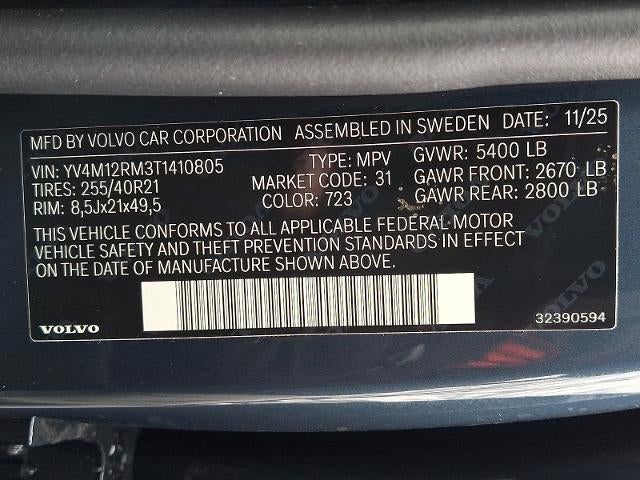 MFD BY VOLVO CAR CORPORATION ASSEMBLED IN SWEDEN DATE: 11/25
VIN: YV4M12RM3T1410805 TYPE: MPV GVWR: 5400 LB
TIRES: 255/40R21 MARKET CODE: 31 GAWR FRONT: 2670 LB
RIM: 8,5Jx21x49,5 COLOR: 723 GAWR REAR: 2800 LB
THIS VEHICLE CONFORMS TO ALL APPLICABLE FEDERAL MOTOR
VEHICLE SAFETY AND THEFT PREVENTION STANDARDS IN EFFECT
ON THE DATE OF MANUFACTURE SHOWN ABOVE.
VOLVO 32390594